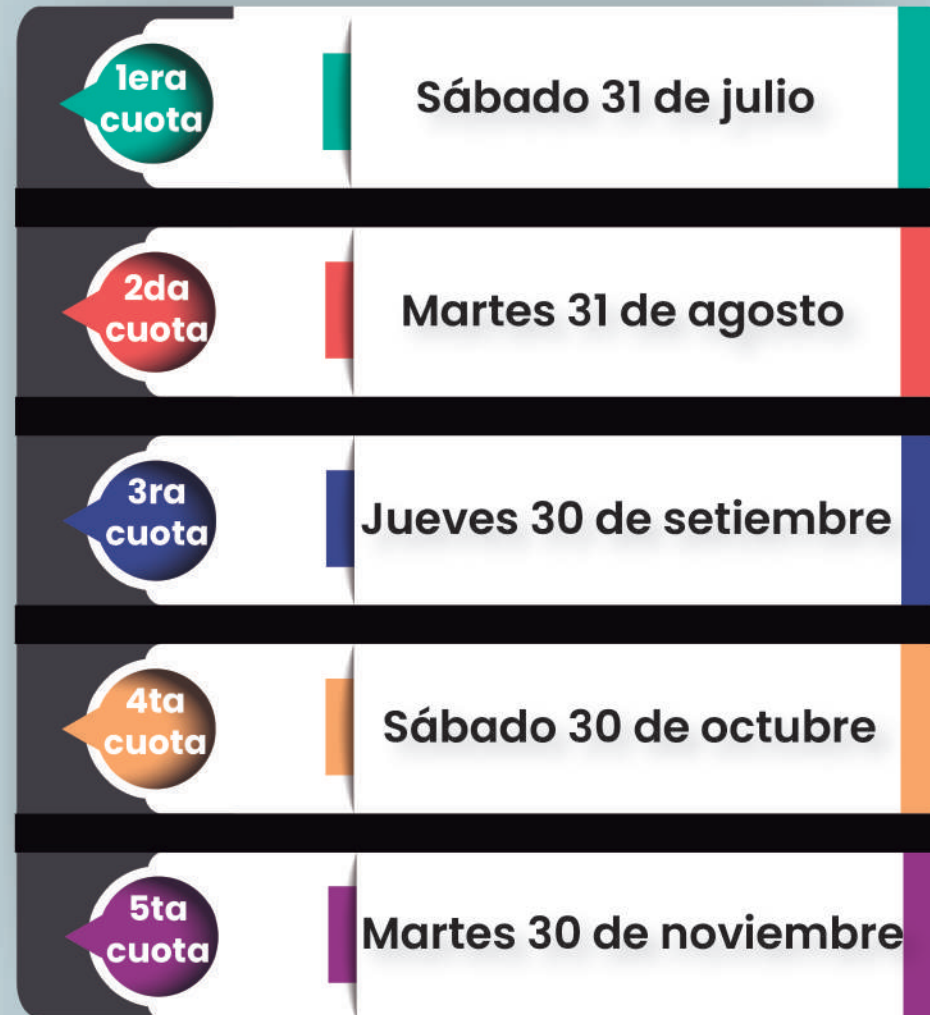 1era
cuota
Sábado 31 de julio
2da
cuota
Martes 31 de agosto
3ra
cuota
Jueves 30 de setiembre
4ta
cuota
Sábado 30 de octubre
5ta
cuota
Martes 30 de noviembre